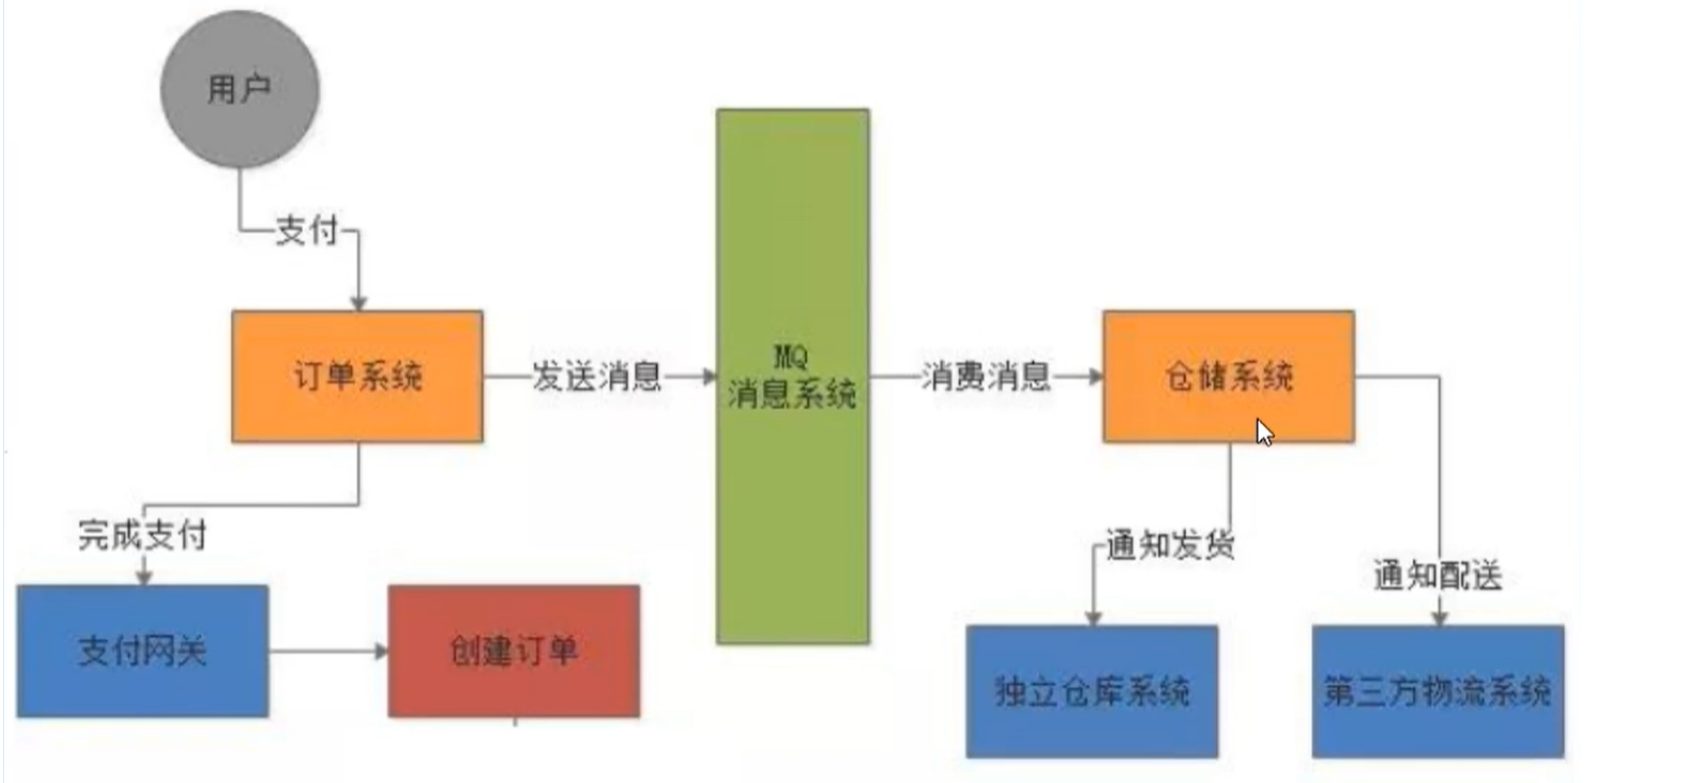 用户
支付
订单系统
发送消息
MQ
消息系统
消费消息
仓储系统
完成支付
通知发货
通知配送
支付网关
创建订单
独立仓库系统
第三方物流系统